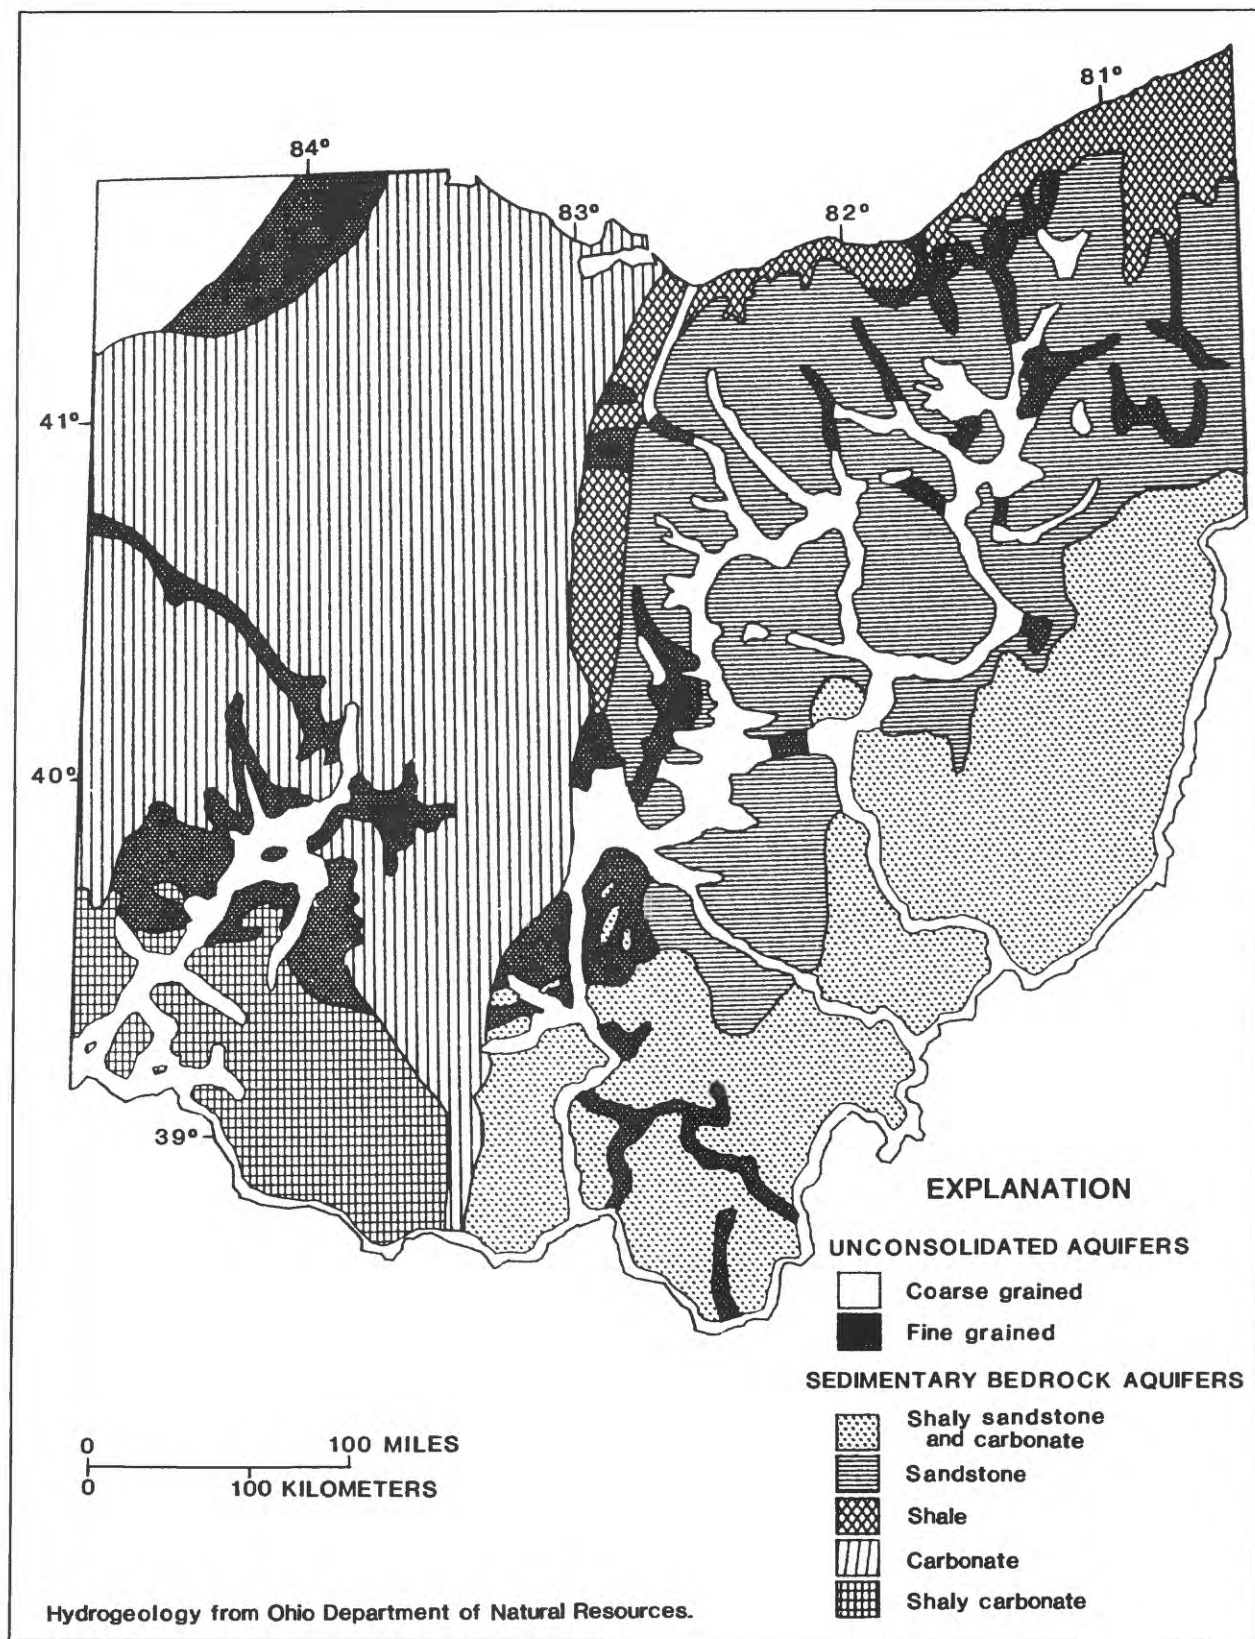 81°
84°
83°
82°
41°
40°
39°
EXPLANATION
UNCONSOLIDATED AQUIFERS
Coarse grained
Fine grained
SEDIMENTARY BEDROCK AQUIFERS
Shaly sandstone
and carbonate
Sandstone
Shale
Carbonate
Shaly carbonate
0 100 MILES
0 100 KILOMETERS
Hydrogeology from Ohio Department of Natural Resources.